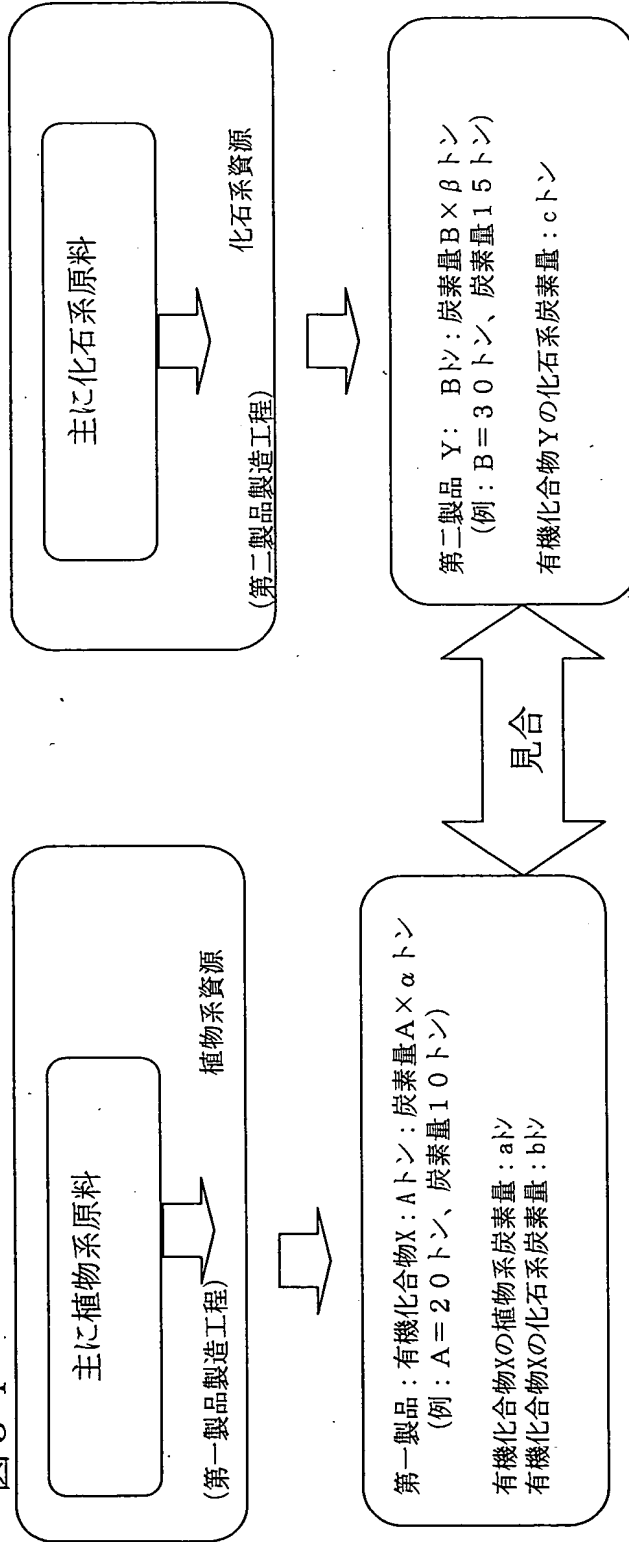 主に植物系原料
植物系資源
(第一製品製造工程)
第一製品:有機化合物X:Aトン:炭素量A×αトン
(例:A=20トン、炭素量10トン)
有機化合物Xの植物系炭素量:aトン
有機化合物Xの化石系炭素量:bトン
見合
主に化石系原料
化石系資源
(第二製品製造工程)
第二製品 Y: Bトン:炭素量B×βトン
(例:B=30トン、炭素量15トン)
有機化合物Yの化石系炭素量:cトン